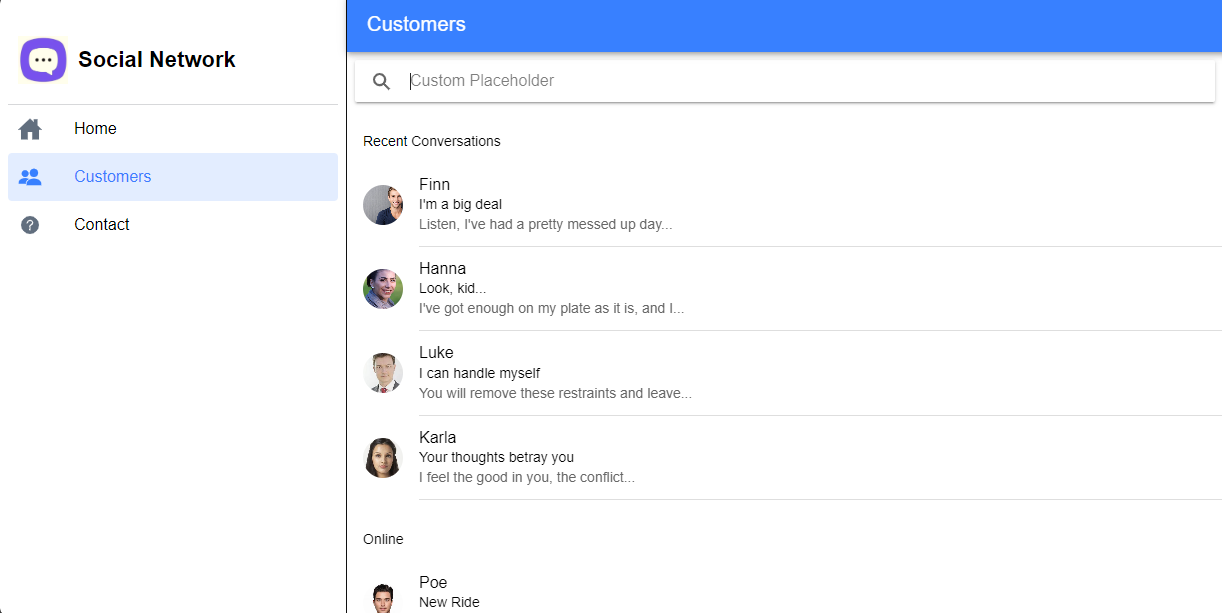 Social Network
Home
Customers
Contact
Customers
Custom Placeholder
Recent Conversations
Finn
I'm a big deal
Listen, I've had a pretty messed up day...
Hanna
Look, kid...
I've got enough on my plate as it is, and I...
Luke
I can handle myself
You will remove these restraints and leave...
Karla
Your thoughts betray you
I feel the good in you, the conflict...
Online
Poe
New Ride